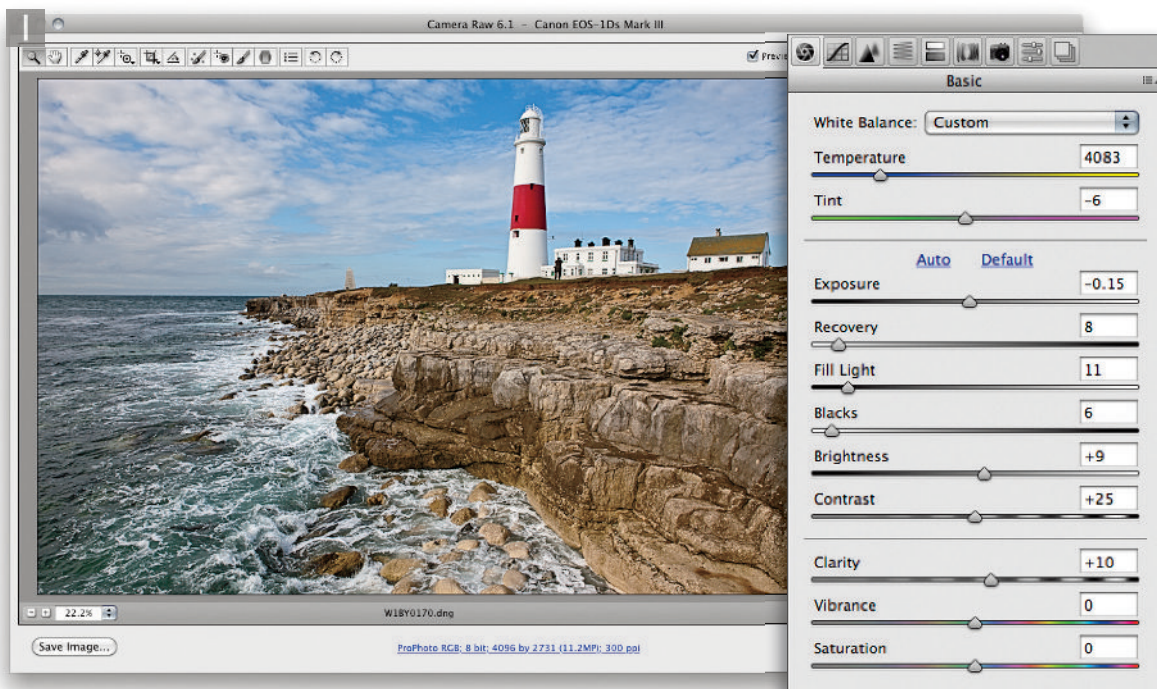 1
Camera Raw 6.1 – Canon EOS-1Ds Mark III
Basic
White Balance: Custom
Temperature 4083
Tint -6
Auto Default
Exposure -0.15
Recovery 8
Fill Light 11
Blacks 6
Brightness +9
Contrast +25
Clarity +10
Vibrance 0
Saturation 0
22.2%
W18Y0170.dng
Save Image...
ProPhoto RGB; 8 bit; 4096 by 2731 (11.2MP); 300 ppi